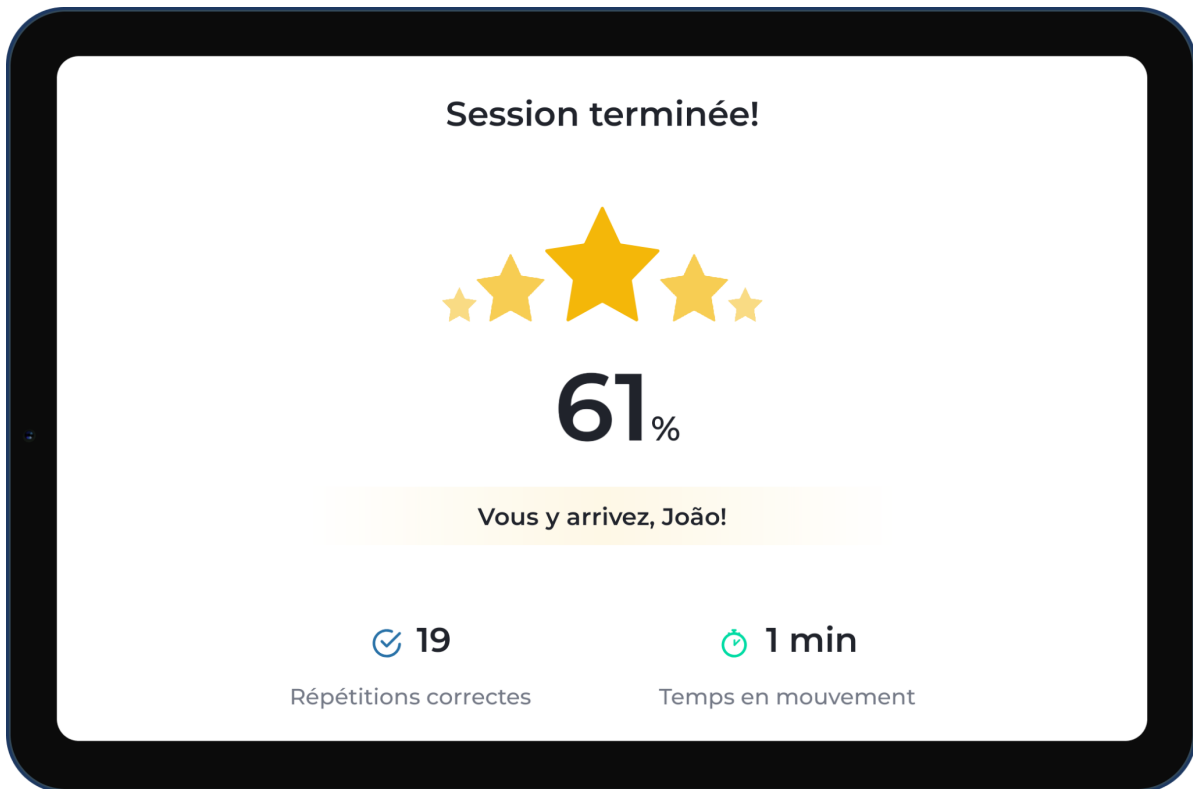 Session terminée!
61%
Vous y arrivez, João!
19
1 min
Répétitions correctes
Temps en mouvement